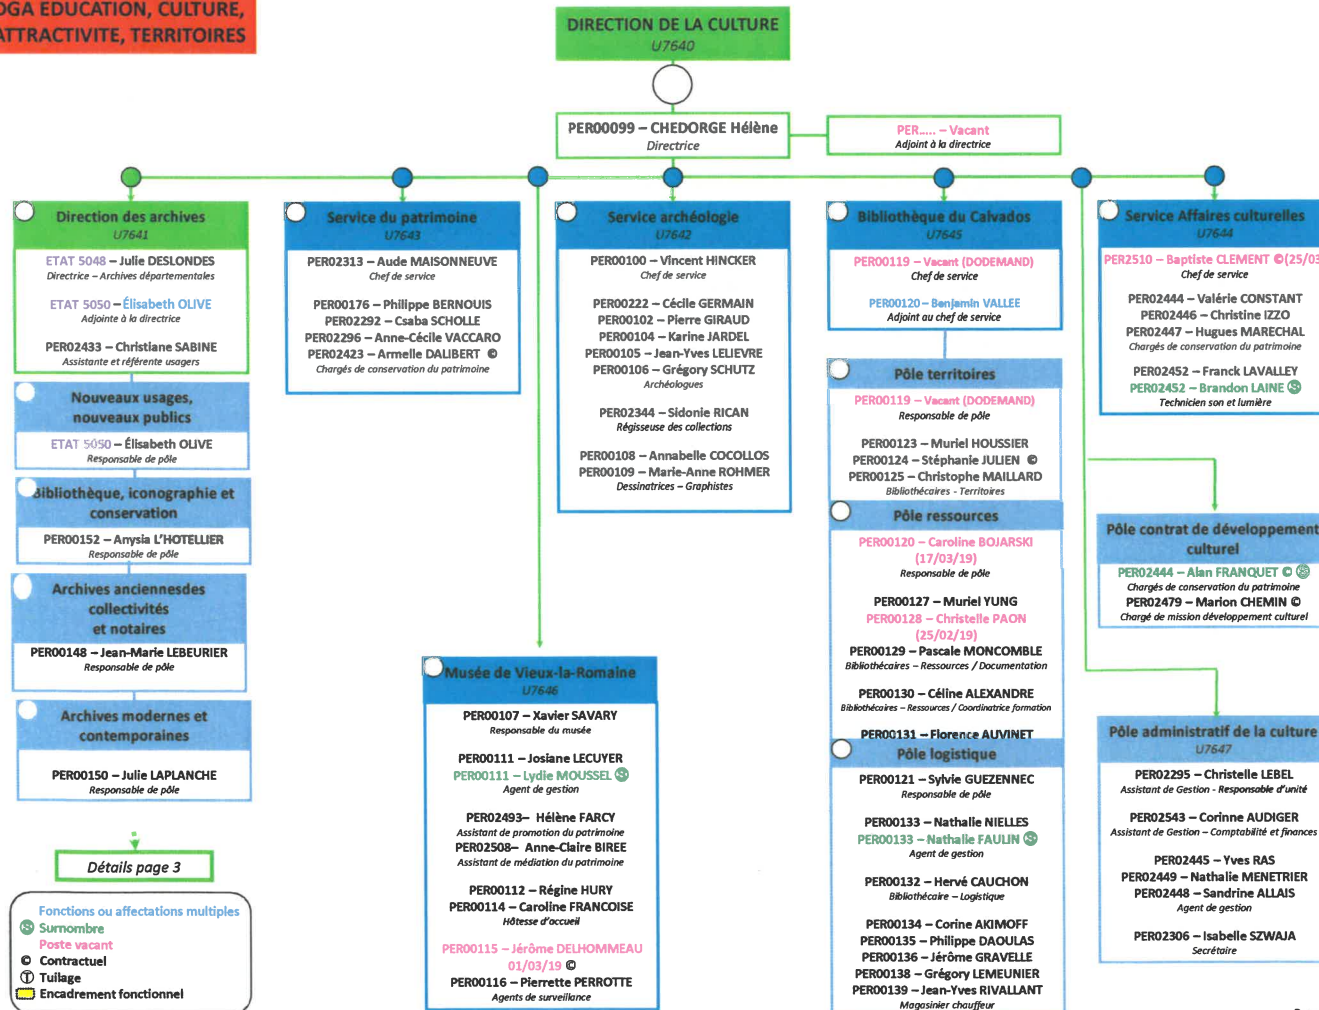 DGA EDUCATION, CULTURE,
ATTRACTIVITE, TERRITOIRES
DIRECTION DE LA CULTURE
U7640
PER00099 – CHEDORGE Hélène
Directrice
PER..... – Vacant
Adjoint à la directrice
Direction des archives
U7641
ETAT 5048 – Julie DESLONDES
Directrice – Archives départementales
ETAT 5050 – Élisabeth OLIVE
Adjointe à la directrice
PER02433 – Christiane SABINE
Assistante et référente usagers
Nouveaux usages,
nouveaux publics
ETAT 5050 – Élisabeth OLIVE
Responsable de pôle
Bibliothèque, iconographie et
conservation
PER00152 – Anysia L'HOTELLIER
Responsable de pôle
Archives anciennesdes
collectivités
et notaires
PER00148 – Jean-Marie LEBEURIER
Responsable de pôle
Archives modernes et
contemporaines
PER00150 – Julie LAPLANCHE
Responsable de pôle
Détails page 3
Fonctions ou affectations multiples
Ⓢ Surnombre
Poste vacant
© Contractuel
Ⓣ Tuilage
Encadrement fonctionnel
Service du patrimoine
U7643
PER02313 – Aude MAISONNEUVE
Chef de service
PER00176 – Philippe BERNOUIS
PER02292 – Csaba SCHOLLE
PER02296 – Anne-Cécile VACCARO
PER02423 – Armelle DALIBERT ©
Chargés de conservation du patrimoine
Musée de Vieux-la-Romaine
U7646
PER00107 – Xavier SAVARY
Responsable du musée
PER00111 – Josiane LECUYER
PER00111 – Lydie MOUSSEL Ⓢ
Agent de gestion
PER02493– Hélène FARCY
Assistant de promotion du patrimoine
PER02508– Anne-Claire BIREE
Assistant de médiation du patrimoine
PER00112 – Régine HURY
PER00114 – Caroline FRANCOISE
Hôtesse d'accueil
PER00115 – Jérôme DELHOMMEAU
01/03/19 ©
PER00116 – Pierrette PERROTTE
Agents de surveillance
Service archéologie
U7642
PER00100 – Vincent HINCKER
Chef de service
PER00222 – Cécile GERMAIN
PER00102 – Pierre GIRAUD
PER00104 – Karine JARDEL
PER00105 – Jean-Yves LELIEVRE
PER00106 – Grégory SCHUTZ
Archéologues
PER02344 – Sidonie RICAN
Régisseuse des collections
PER00108 – Annabelle COCOLLOS
PER00109 – Marie-Anne ROHMER
Dessinatrices – Graphistes
Bibliothèque du Calvados
U7645
PER00119 – Vacant (DODEMAND)
Chef de service
PER00120 – Benjamin VALLEE
Adjoint au chef de service
Pôle territoires
PER00119 – Vacant (DODEMAND)
Responsable de pôle
PER00123 – Muriel HOUSSIER
PER00124 – Stéphanie JULIEN ©
PER00125 – Christophe MAILLARD
Bibliothécaires - Territoires
Pôle ressources
PER00120 – Caroline BOJARSKI
(17/03/19)
Responsable de pôle
PER00127 – Muriel YUNG
PER00128 – Christelle PAON
(25/02/19)
PER00129 – Pascale MONCOMBLE
Bibliothécaires – Ressources / Documentation
PER00130 – Céline ALEXANDRE
Bibliothécaires – Ressources / Coordinatrice formation
PER00131 – Florence AUVINET
Pôle logistique
PER00121 – Sylvie GUEZENNEC
Responsable de pôle
PER00133 – Nathalie NIELLES
PER00133 – Nathalie FAULIN Ⓢ
Agent de gestion
PER00132 – Hervé CAUCHON
Bibliothécaire – Logistique
PER00134 – Corine AKIMOFF
PER00135 – Philippe DAOULAS
PER00136 – Jérôme GRAVELLE
PER00138 – Grégory LEMEUNIER
PER00139 – Jean-Yves RIVALLANT
Magasinier chauffeur
Service Affaires culturelles
U7644
PER2510 – Baptiste CLEMENT ©(25/03
Chef de service
PER02444 – Valérie CONSTANT
PER02446 – Christine IZZO
PER02447 – Hugues MARECHAL
Chargés de conservation du patrimoine
PER02452 – Franck LAVALLEY
PER02452 – Brandon LAINE Ⓢ
Technicien son et lumière
Pôle contrat de développement
culturel
PER02444 – Alan FRANQUET © Ⓢ
Chargés de conservation du patrimoine
PER02479 – Marion CHEMIN ©
Chargé de mission développement culturel
Pôle administratif de la culture
U7647
PER02295 – Christelle LEBEL
Assistant de Gestion - Responsable d'unité
PER02543 – Corinne AUDIGER
Assistant de Gestion – Comptabilité et finances
PER02445 – Yves RAS
PER02449 – Nathalie MENETRIER
PER02448 – Sandrine ALLAIS
Agent de gestion
PER02306 – Isabelle SZWAJA
Secrétaire